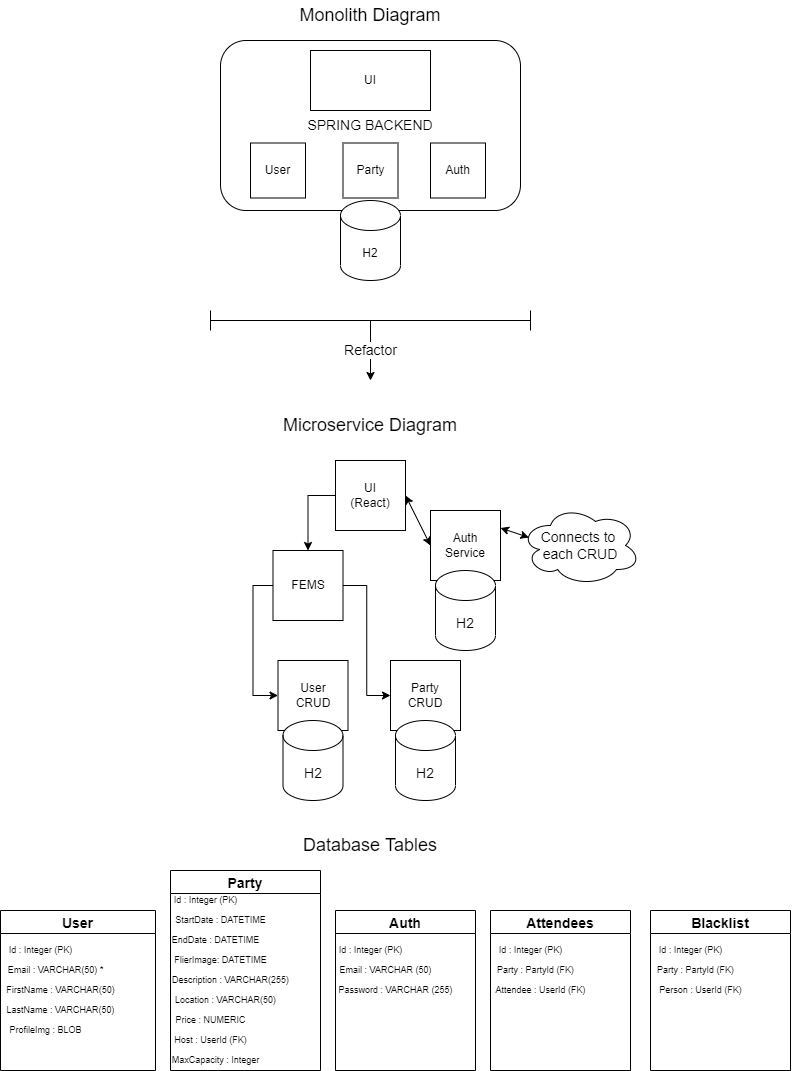 Monolith Diagram
UI
SPRING BACKEND
User
Party
Auth
H2
Refactor
Microservice Diagram
UI
(React)
Auth
Service
Connects to
each CRUD
FEMS
H2
User
CRUD
Party
CRUD
H2
H2
Database Tables
User
Id : Integer (PK)
Email : VARCHAR(50) *
FirstName : VARCHAR(50)
LastName : VARCHAR(50)
ProfileImg : BLOB
Party
Id : Integer (PK)
StartDate : DATETIME
EndDate : DATETIME
FlierImage: DATETIME
Description : VARCHAR(255)
Location : VARCHAR(50)
Price : NUMERIC
Host : UserId (FK)
MaxCapacity : Integer
Auth
Id : Integer (PK)
Email : VARCHAR (50)
Password : VARCHAR (255)
Attendees
Id : Integer (PK)
Party : PartyId (FK)
Attendee : UserId (FK)
Blacklist
Id : Integer (PK)
Party : PartyId (FK)
Person : UserId (FK)